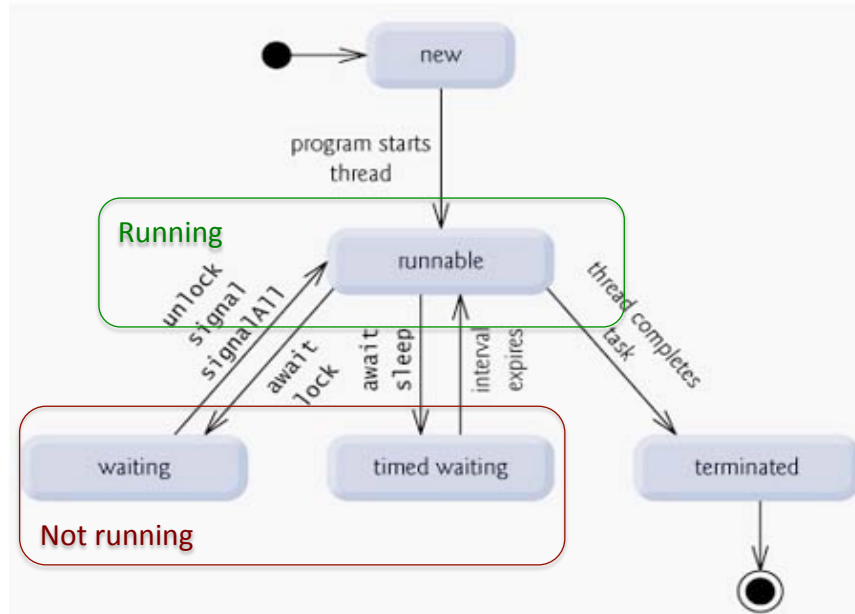 new
program starts
thread
Running
runnable
unlock
signal
signalAll
await
lock
await
sleep
interval
expires
thread completes
task
waiting
timed waiting
terminated
Not running